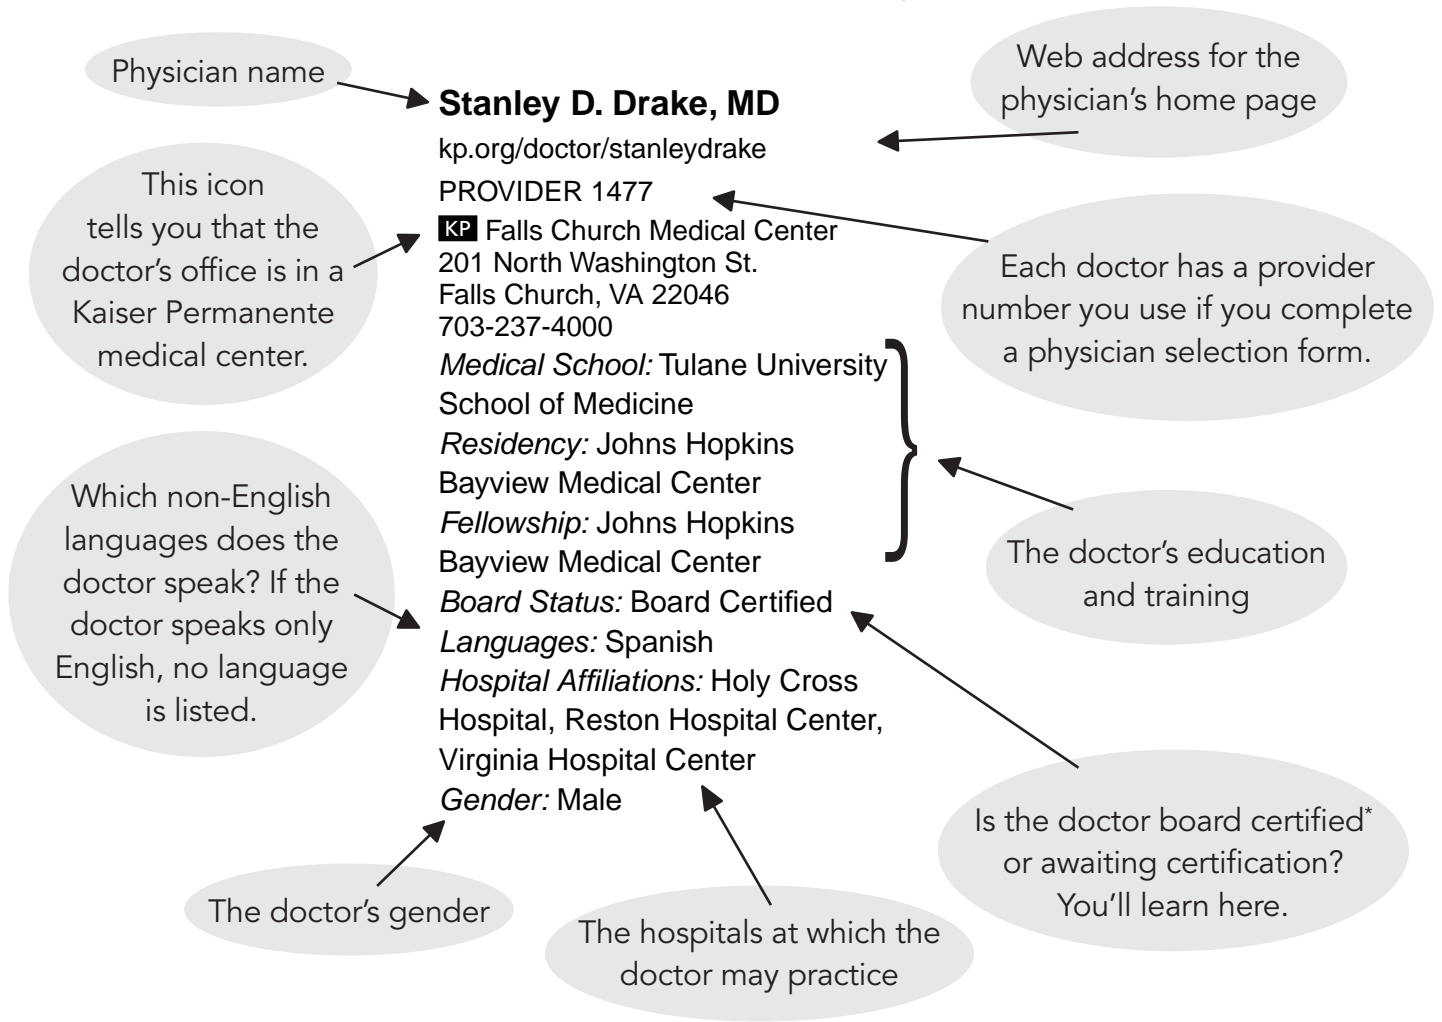 Physician name
Web address for the
physician's home page
Stanley D. Drake, MD
kp.org/doctor/stanleydrake
PROVIDER 1477
KP Falls Church Medical Center
201 North Washington St.
Falls Church, VA 22046
703-237-4000
Medical School: Tulane University
School of Medicine
Residency: Johns Hopkins
Bayview Medical Center
Fellowship: Johns Hopkins
Bayview Medical Center
Board Status: Board Certified
Languages: Spanish
Hospital Affiliations: Holy Cross
Hospital, Reston Hospital Center,
Virginia Hospital Center
Gender: Male
This icon
tells you that the
doctor's office is in a
Kaiser Permanente
medical center.
Each doctor has a provider
number you use if you complete
a physician selection form.
Which non-English
languages does the
doctor speak? If the
doctor speaks only
English, no language
is listed.
The doctor's education
and training
Is the doctor board certified*
or awaiting certification?
You'll learn here.
The doctor's gender
The hospitals at which the
doctor may practice